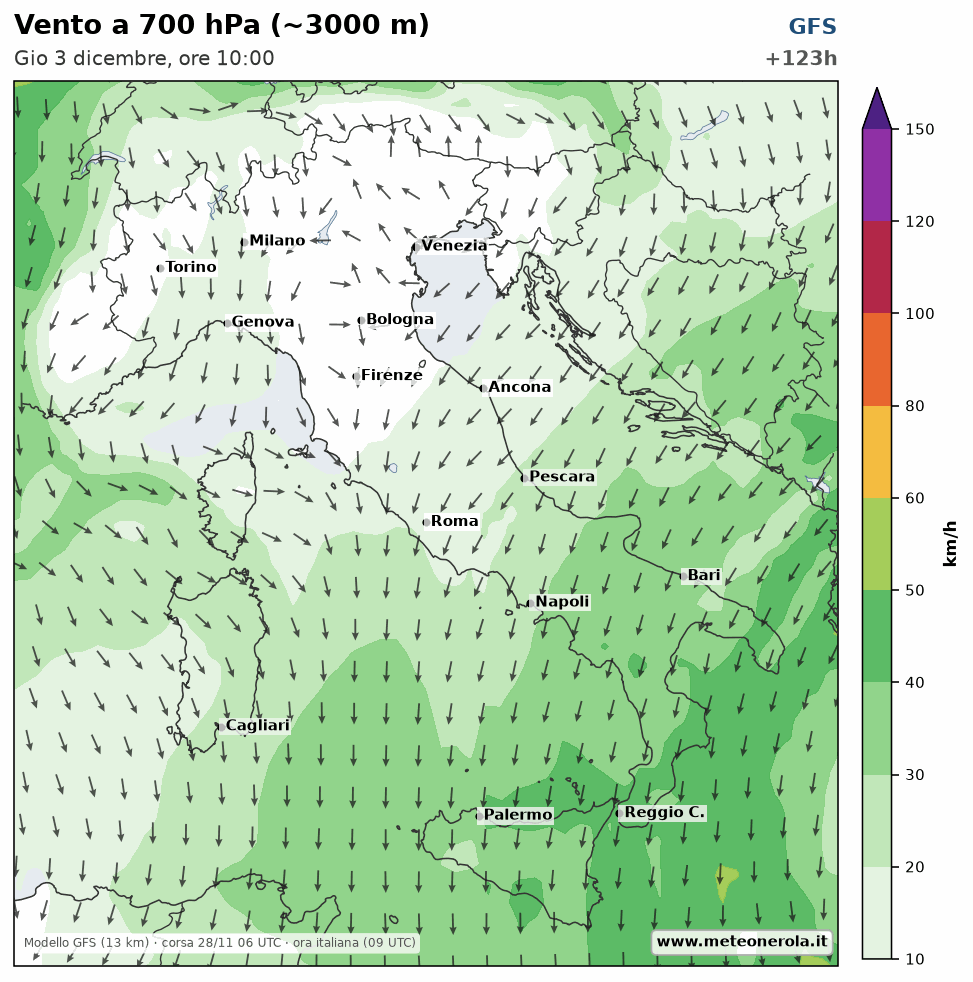 Vento a 700 hPa (~3000 m)
GFS
Gio 3 dicembre, ore 10:00
+123h
Milano
Venezia
Torino
Genova
Bologna
Firenze
Ancona
Pescara
Roma
Bari
Napoli
Cagliari
Palermo
Reggio C.
150
120
100
80
60
50
40
30
20
10
km/h
Modello GFS (13 km) · corsa 28/11 06 UTC · ora italiana (09 UTC)
www.meteonerola.it